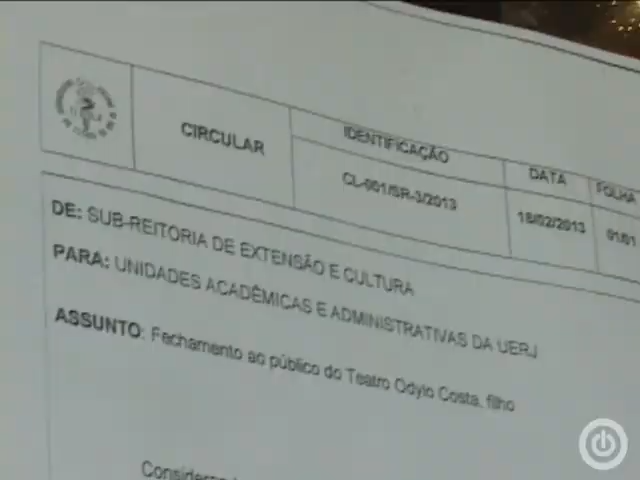 CIRCULAR
IDENTIFICAÇÃO
CL-001/SR-3/2013
DATA
18/02/2013
FOLHA
01/01
DE: SUB-REITORIA DE EXTENSÃO E CULTURA
PARA: UNIDADES ACADÊMICAS E ADMINISTRATIVAS DA UERJ
ASSUNTO: Fechamento ao público do Teatro Odylo Costa, filho